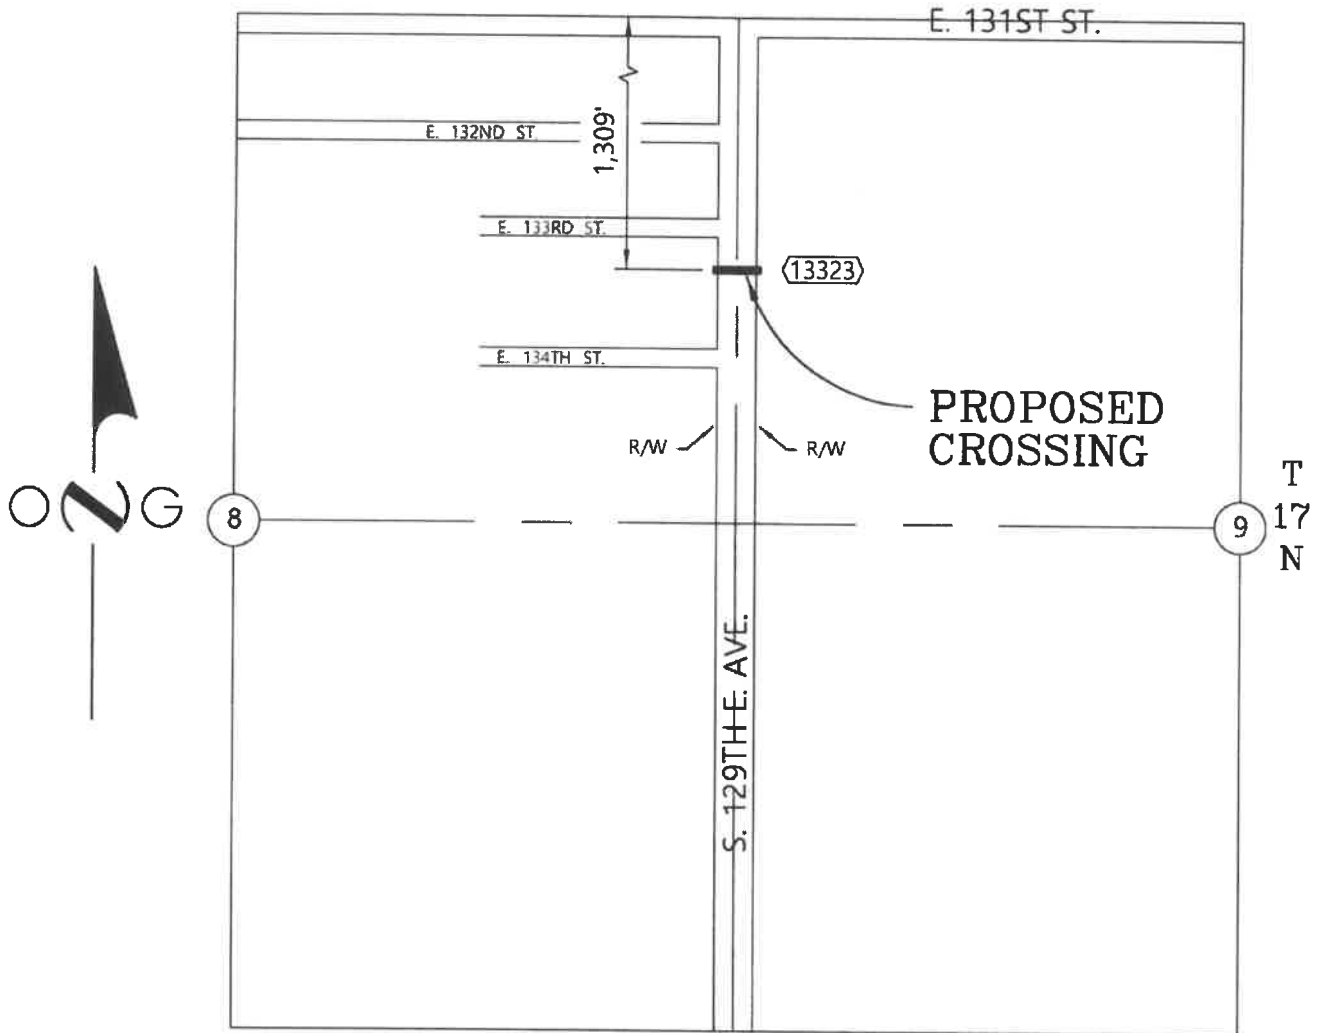 E. 131ST ST.
E. 132ND ST.
1,309'
E. 133RD ST.
13323
E. 134TH ST.
PROPOSED
CROSSING
R/W
R/W
T
17
N
O N G
8
9
S. 129TH E. AVE.